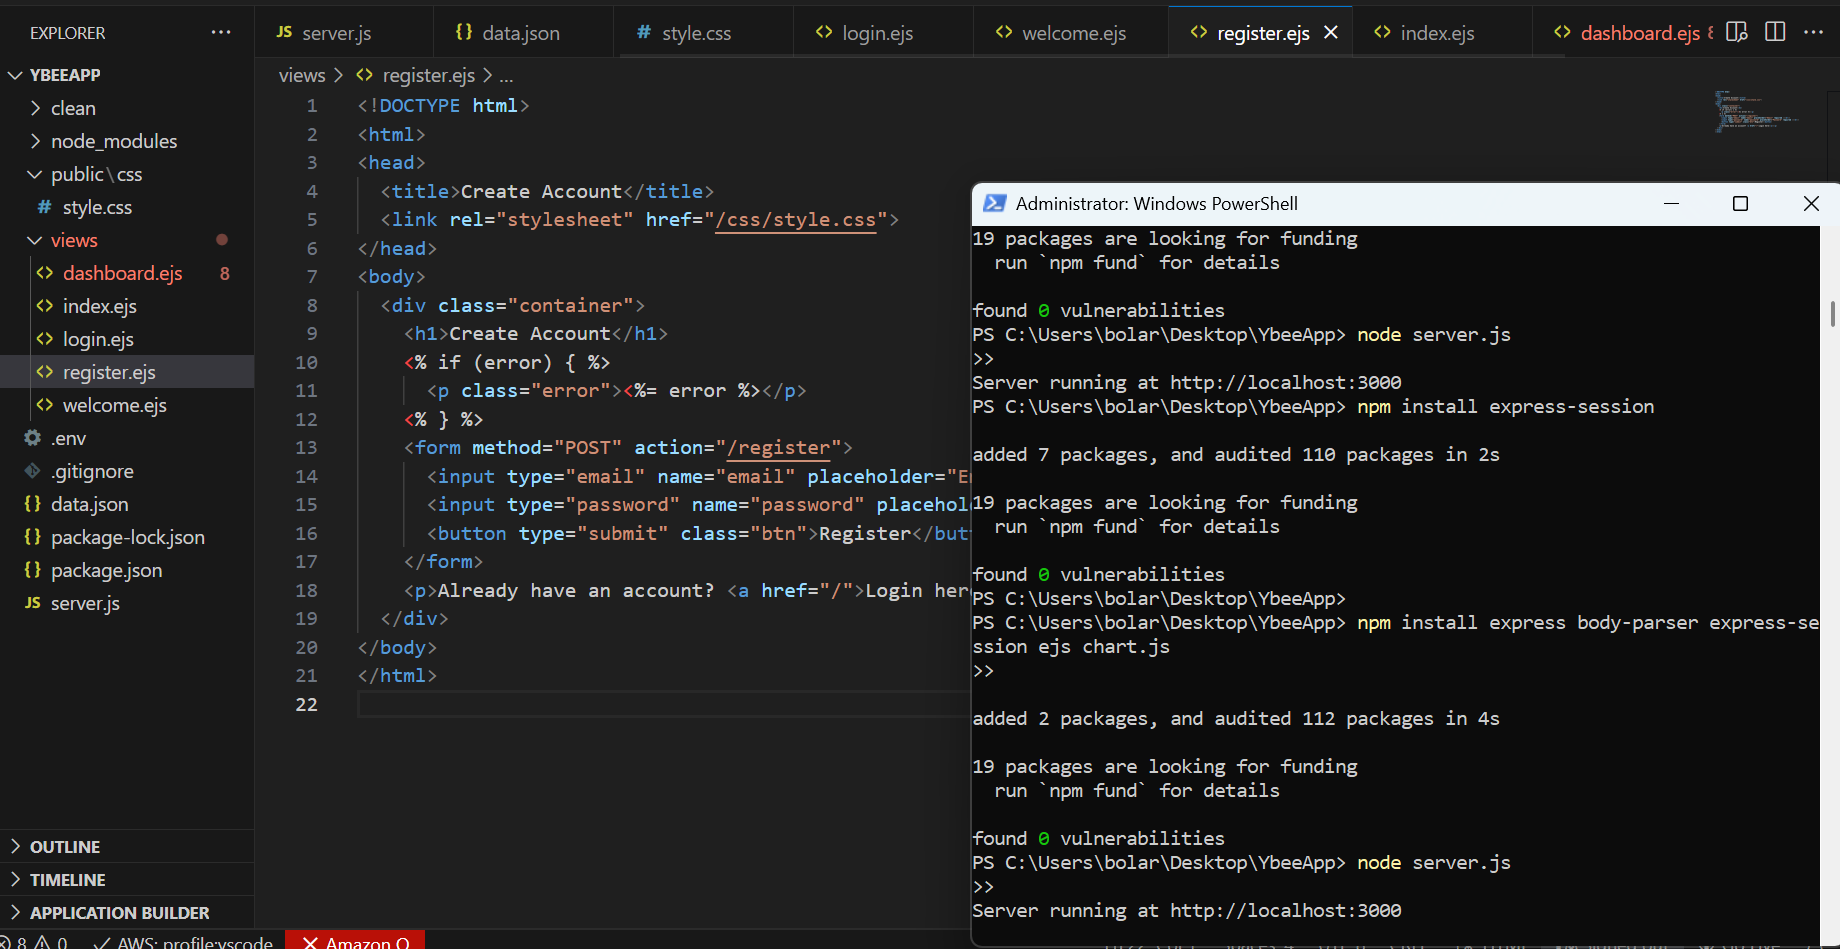 EXPLORER
···
YBEEAPP
clean
node_modules
public\css
# style.css
views
<> dashboard.ejs 8
<> index.ejs
<> login.ejs
<> register.ejs
<> welcome.ejs
.env
.gitignore
{} data.json
{} package-lock.json
{} package.json
JS server.js
OUTLINE
TIMELINE
APPLICATION BUILDER
8 0 AWS: profile:vscode Amazon Q
JS server.js
{} data.json
# style.css
<> login.ejs
<> welcome.ejs
<> register.ejs
<> index.ejs
<> dashboard.ejs 8
views > <> register.ejs > ...
1 <!DOCTYPE html>
2 <html>
3 <head>
4 <title>Create Account</title>
5 <link rel="stylesheet" href="/css/style.css">
6 </head>
7 <body>
8 <div class="container">
9 <h1>Create Account</h1>
10 <% if (error) { %>
11 <p class="error"><%= error %></p>
12 <% } %>
13 <form method="POST" action="/register">
14 <input type="email" name="email" placeholder="E
15 <input type="password" name="password" placehol
16 <button type="submit" class="btn">Register</but
17 </form>
18 <p>Already have an account? <a href="/">Login her
19 </div>
20 </body>
21 </html>
22
Administrator: Windows PowerShell
19 packages are looking for funding
run `npm fund` for details
found 0 vulnerabilities
PS C:\Users\bolar\Desktop\YbeeApp> node server.js
>>
Server running at http://localhost:3000
PS C:\Users\bolar\Desktop\YbeeApp> npm install express-session
added 7 packages, and audited 110 packages in 2s
19 packages are looking for funding
run `npm fund` for details
found 0 vulnerabilities
PS C:\Users\bolar\Desktop\YbeeApp>
PS C:\Users\bolar\Desktop\YbeeApp> npm install express body-parser express-se
ssion ejs chart.js
>>
added 2 packages, and audited 112 packages in 4s
19 packages are looking for funding
run `npm fund` for details
found 0 vulnerabilities
PS C:\Users\bolar\Desktop\YbeeApp> node server.js
>>
Server running at http://localhost:3000